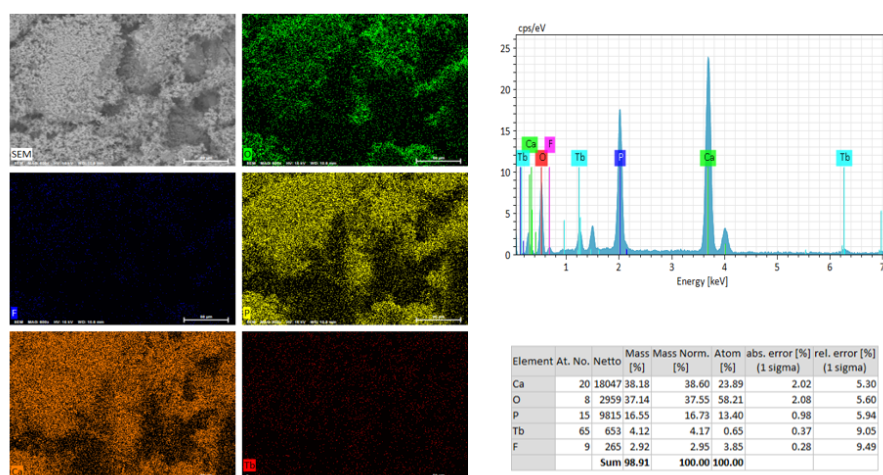 SEM
O
F
P
Tb
cps/eV
25
20
15
10
5
0
Ca
F
Tb
O
Tb
P
Ca
Tb
1 2 3 4 5 6 7
Energy [keV]
Element At. No. Netto Mass [%] Mass Norm. [%] Atom [%] abs. error [%] (1 sigma) rel. error [%] (1 sigma)
Ca 20 18047 38.18 38.60 23.89 2.02 5.30
O 8 2959 37.14 37.55 58.21 2.08 5.60
P 15 9815 16.55 16.73 13.40 0.98 5.94
Tb 65 653 4.12 4.17 0.65 0.37 9.05
F 9 265 2.92 2.95 3.85 0.28 9.49
Sum 98.91 100.00 100.00